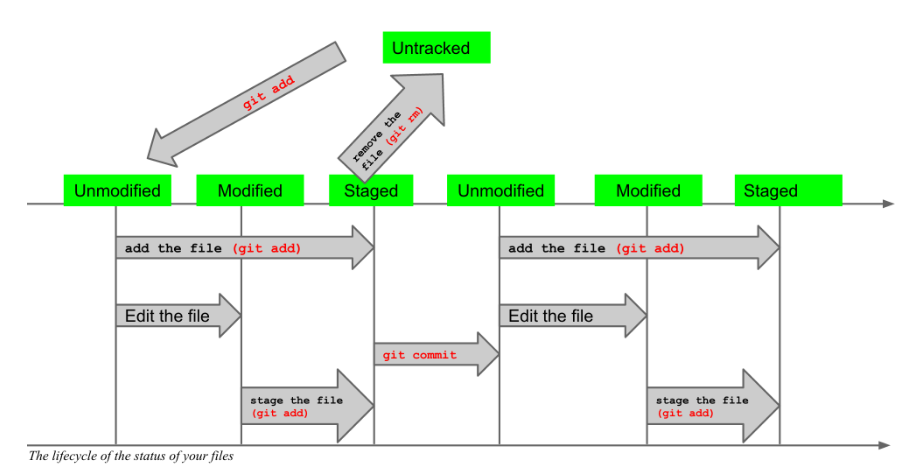 Untracked
git add
remove the
file (git rm)
Unmodified
Modified
Staged
Unmodified
Modified
Staged
add the file (git add)
add the file (git add)
Edit the file
Edit the file
git commit
stage the file
(git add)
stage the file
(git add)
The lifecycle of the status of your files